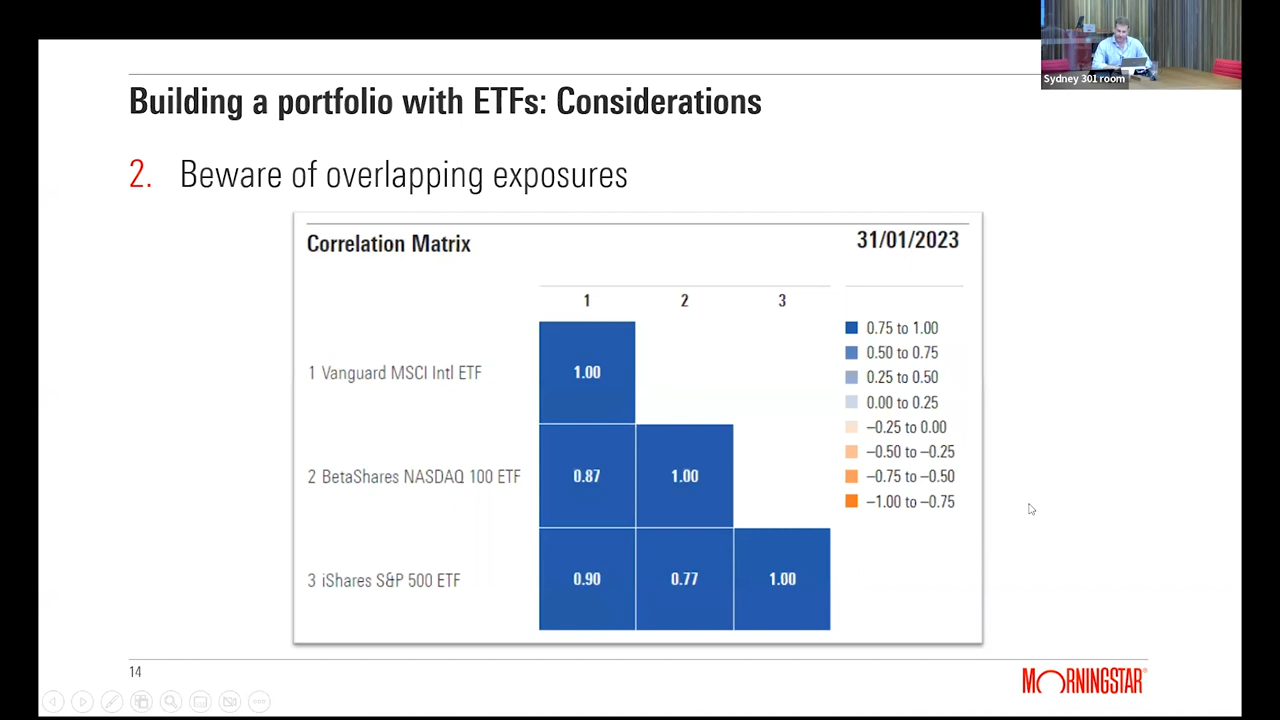 Sydney 301 room
Building a portfolio with ETFs: Considerations
2. Beware of overlapping exposures
Correlation Matrix
31/01/2023
1 2 3
1 Vanguard MSCI Intl ETF 1.00
2 BetaShares NASDAQ 100 ETF 0.87 1.00
3 iShares S&P 500 ETF 0.90 0.77 1.00
0.75 to 1.00
0.50 to 0.75
0.25 to 0.50
0.00 to 0.25
–0.25 to 0.00
–0.50 to –0.25
–0.75 to –0.50
–1.00 to –0.75
14
MORNINGSTAR